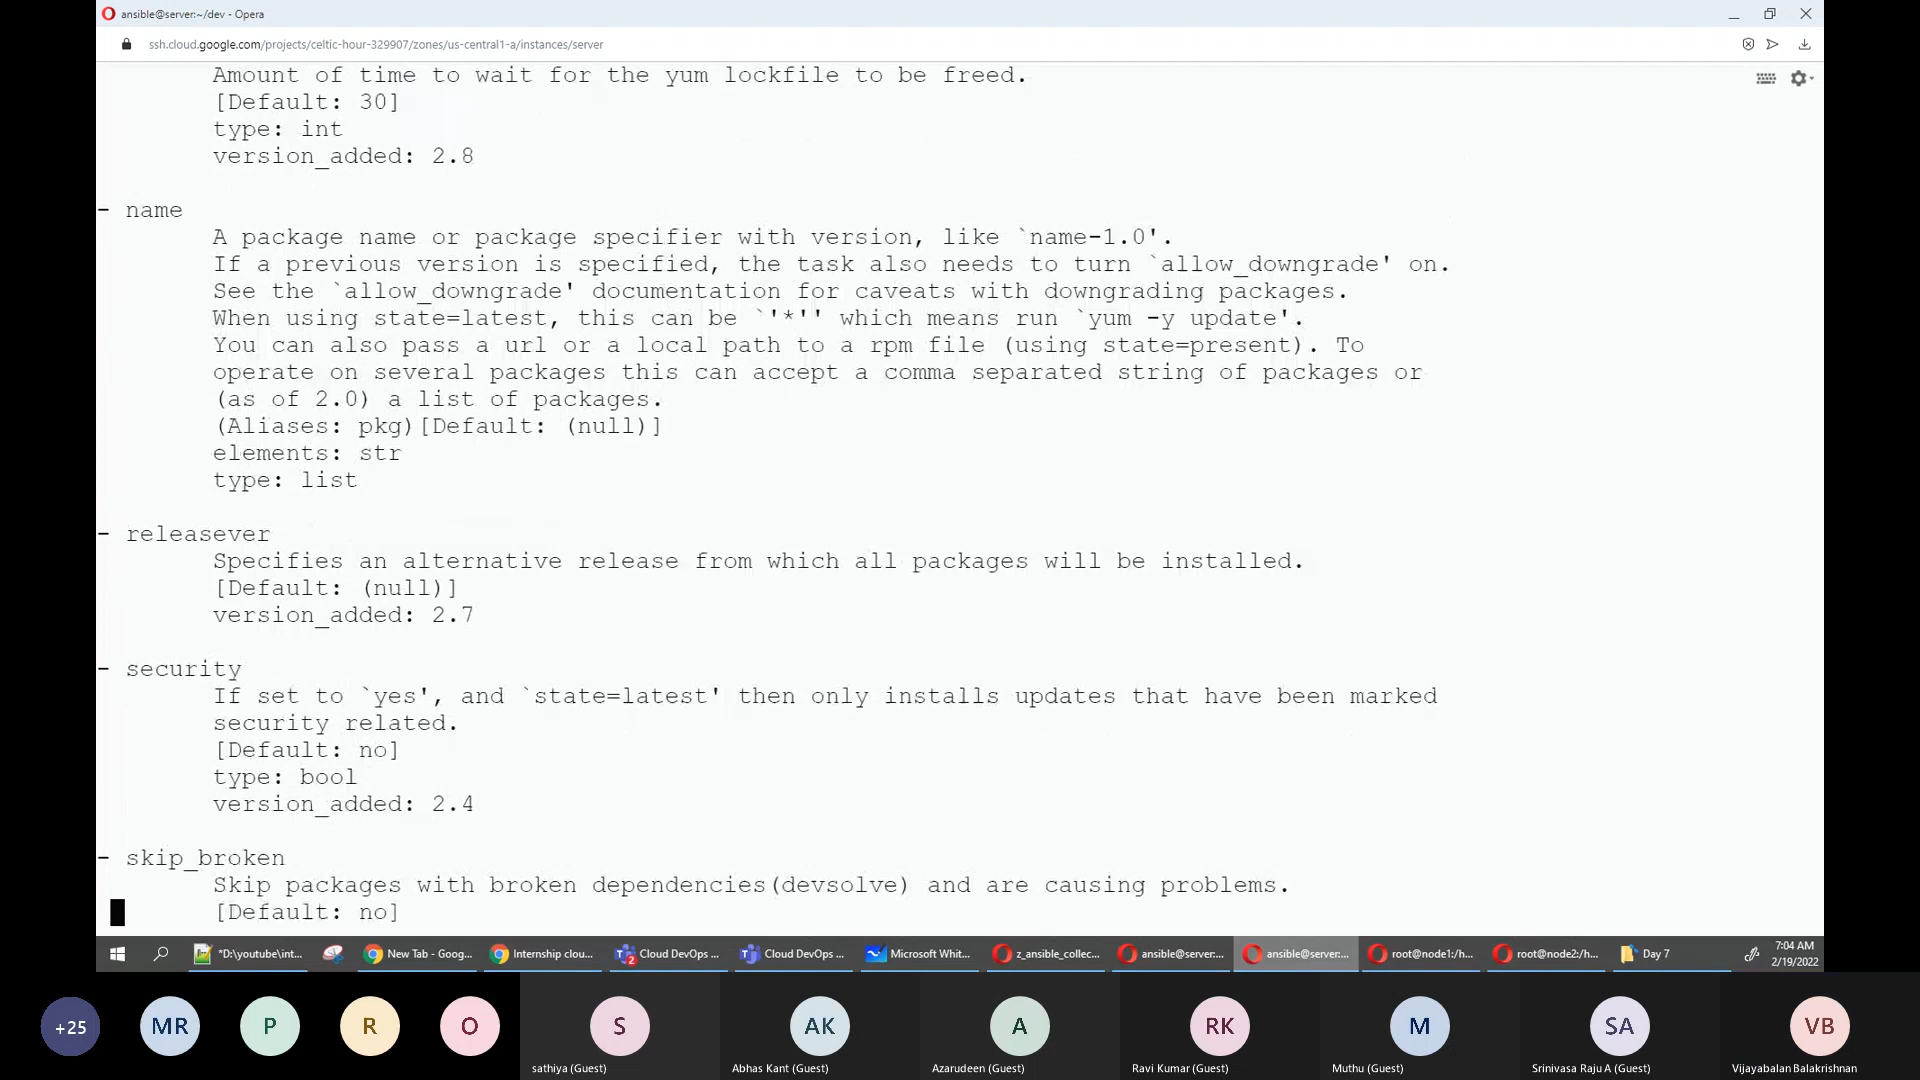 ansible@server:~/dev - Opera
ssh.cloud.google.com/projects/celtic-hour-329907/zones/us-central1-a/instances/server
Amount of time to wait for the yum lockfile to be freed.
[Default: 30]
type: int
version_added: 2.8
- name
A package name or package specifier with version, like `name-1.0'.
If a previous version is specified, the task also needs to turn `allow_downgrade' on.
See the `allow_downgrade' documentation for caveats with downgrading packages.
When using state=latest, this can be `'*'' which means run `yum -y update'.
You can also pass a url or a local path to a rpm file (using state=present). To
operate on several packages this can accept a comma separated string of packages or
(as of 2.0) a list of packages.
(Aliases: pkg)[Default: (null)]
elements: str
type: list
- releasever
Specifies an alternative release from which all packages will be installed.
[Default: (null)]
version_added: 2.7
- security
If set to `yes', and `state=latest' then only installs updates that have been marked
security related.
[Default: no]
type: bool
version_added: 2.4
- skip_broken
Skip packages with broken dependencies(devsolve) and are causing problems.
[Default: no]
*D:\youtube\int... New Tab - Goog... Internship clou... 2 Cloud DevOps ... Cloud DevOps ... Microsoft Whit... z_ansible_collec... ansible@server:... ansible@server:... root@node1:/h... root@node2:/h... Day 7 7:04 AM
2/19/2022
+25 MR P R O S AK A RK M SA VB
sathiya (Guest) Abhas Kant (Guest) Azarudeen (Guest) Ravi Kumar (Guest) Muthu (Guest) Srinivasa Raju A (Guest) Vijayabalan Balakrishnan